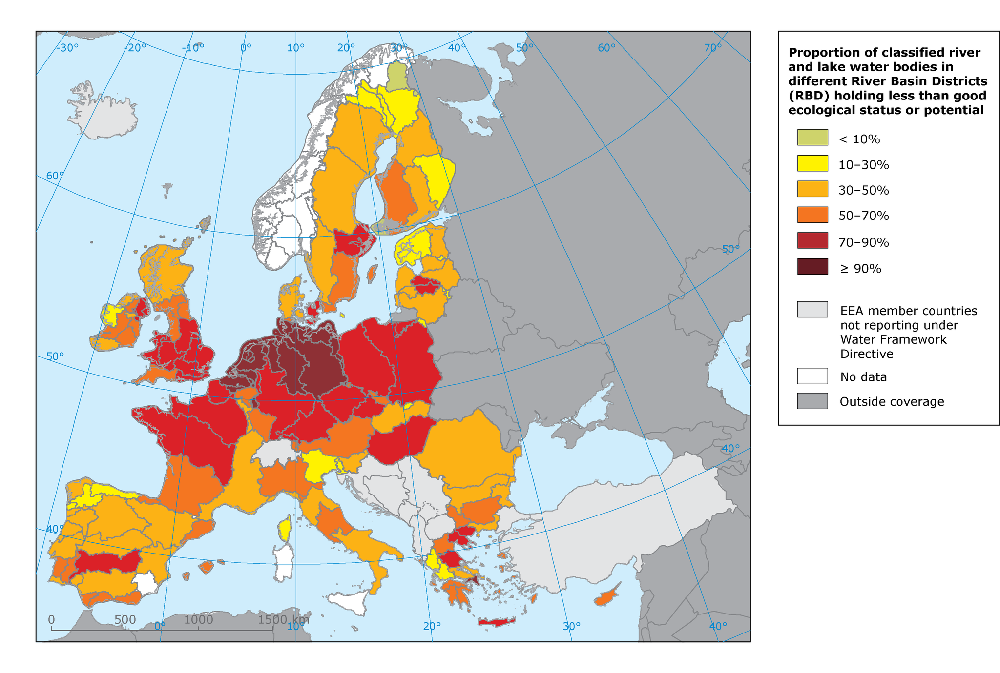 -30°
-20°
-10°
0°
10°
20°
30°
40°
50°
60°
70°
60°
50°
50°
40°
40°
0
500
1000
1500 km
0°
10°
20°
30°
40°
Proportion of classified river
and lake water bodies in
different River Basin Districts
(RBD) holding less than good
ecological status or potential
< 10%
10–30%
30–50%
50–70%
70–90%
≥ 90%
EEA member countries
not reporting under
Water Framework
Directive
No data
Outside coverage